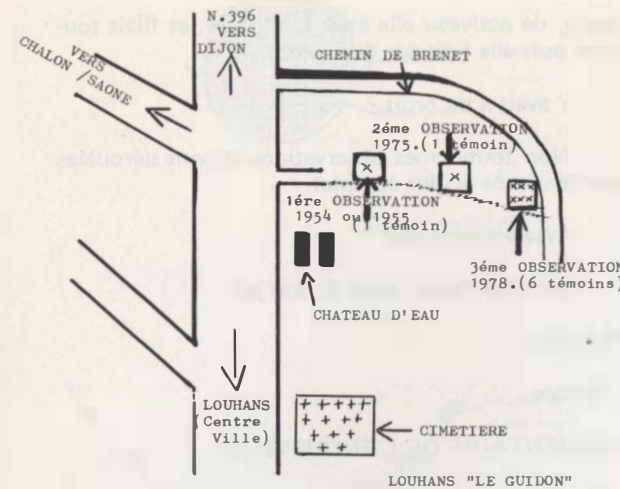 N.396
VERS
DIJON
VERS
CHALON /SAONE
CHEMIN DE BRENET
2éme OBSERVATION
1975.(1 témoin)
1ére OBSERVATION
1954 ou 1955
(1 témoin)
3éme OBSERVATION
1978.(6 témoins)
CHATEAU D'EAU
LOUHANS
(Centre
Ville)
CIMETIERE
LOUHANS "LE GUIDON"